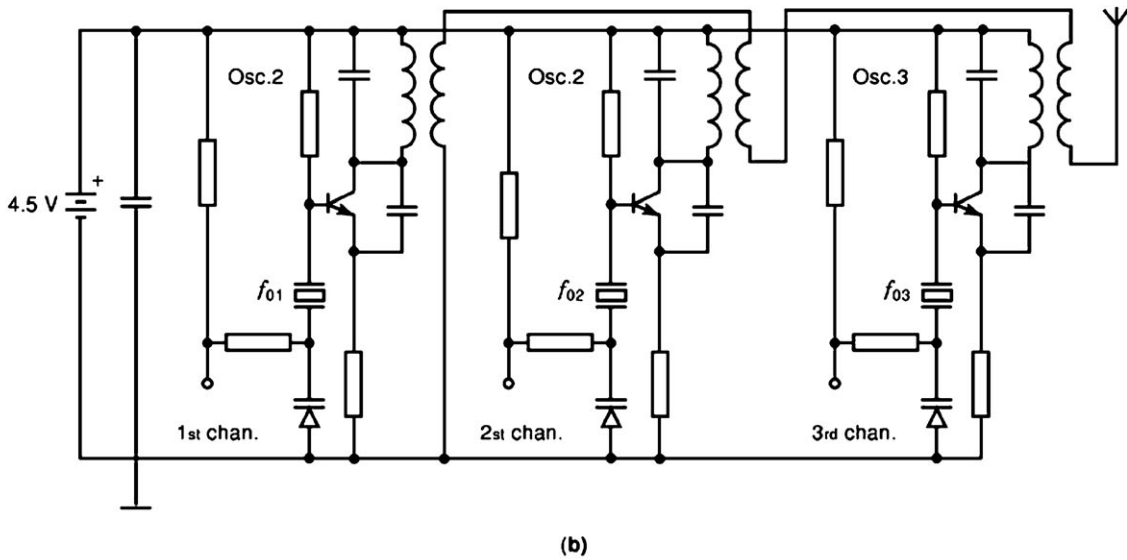 Osc.2
Osc.2
Osc.3
+
4.5 V
f01
f02
f03
1st chan.
2st chan.
3rd chan.
(b)